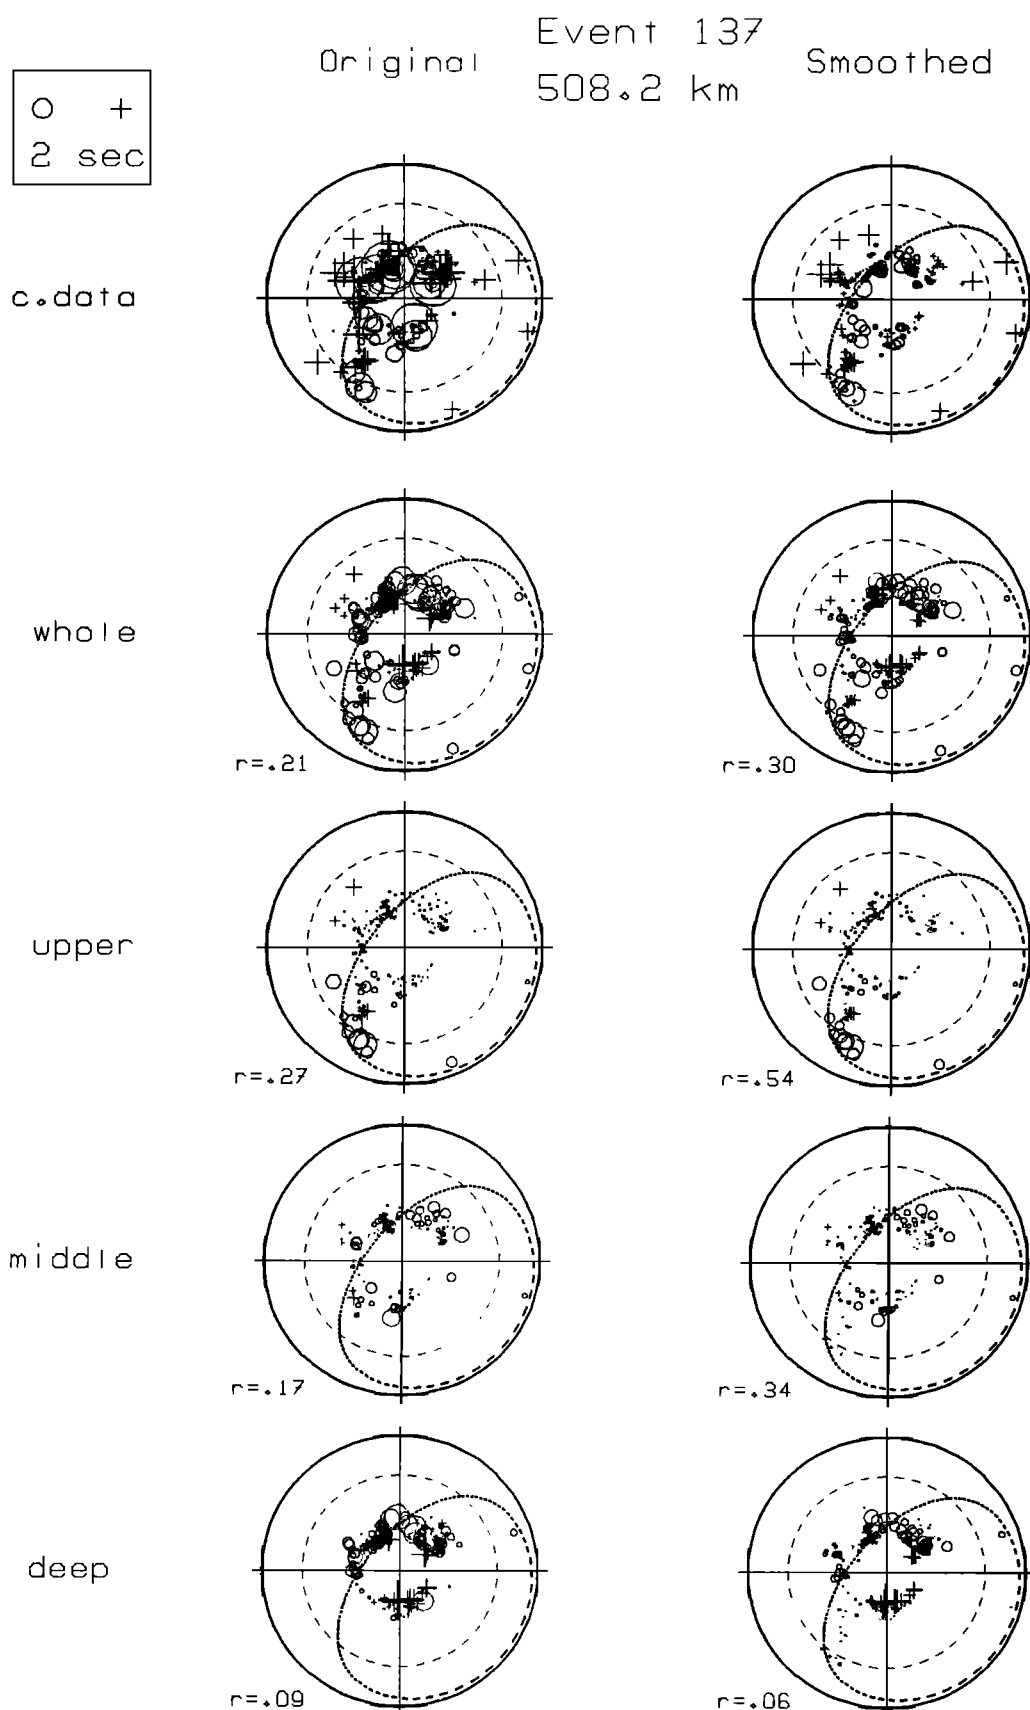 Event 137
Original
508.2 km
Smoothed
O +
2 sec
c.data
whole
r=.21
r=.30
upper
r=.27
r=.54
middle
r=.17
r=.34
deep
r=.09
r=.06